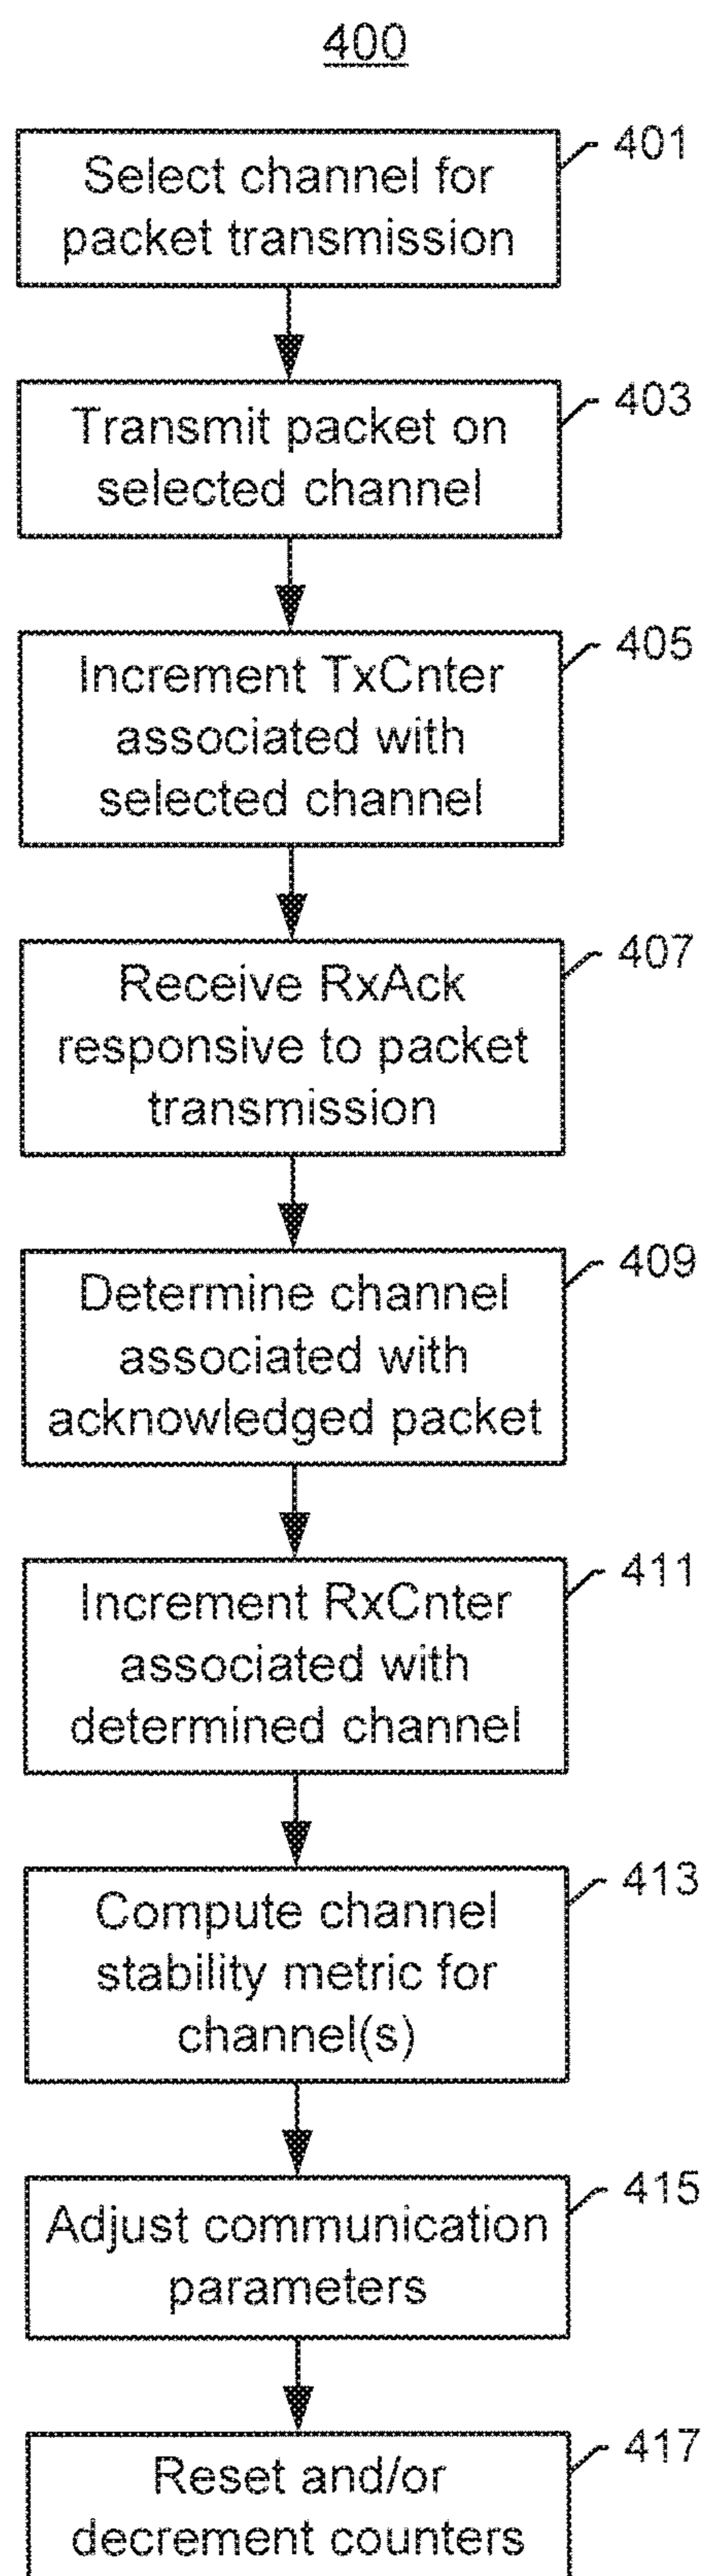 400
401
Select channel for
packet transmission
403
Transmit packet on
selected channel
405
Increment TxCnter
associated with
selected channel
407
Receive RxAck
responsive to packet
transmission
409
Determine channel
associated with
acknowledged packet
411
Increment RxCnter
associated with
determined channel
413
Compute channel
stability metric for
channel(s)
415
Adjust communication
parameters
417
Reset and/or
decrement counters